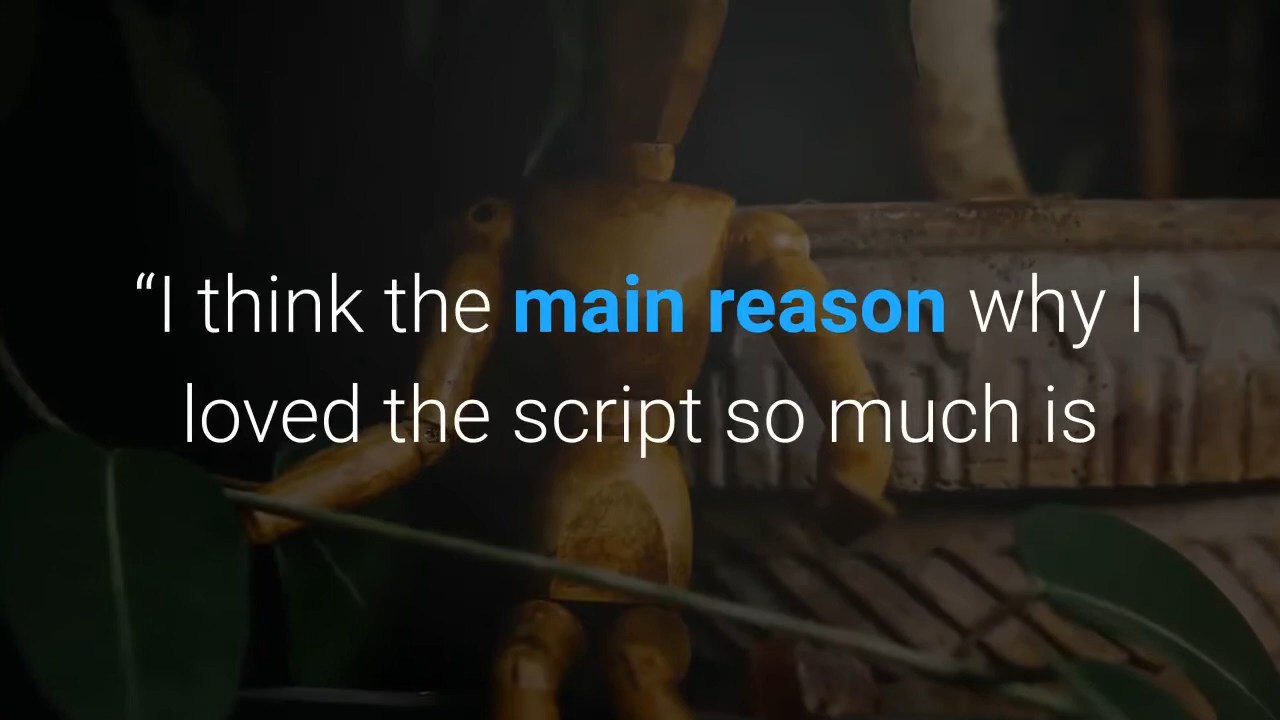 “I think the main reason why I
loved the script so much is